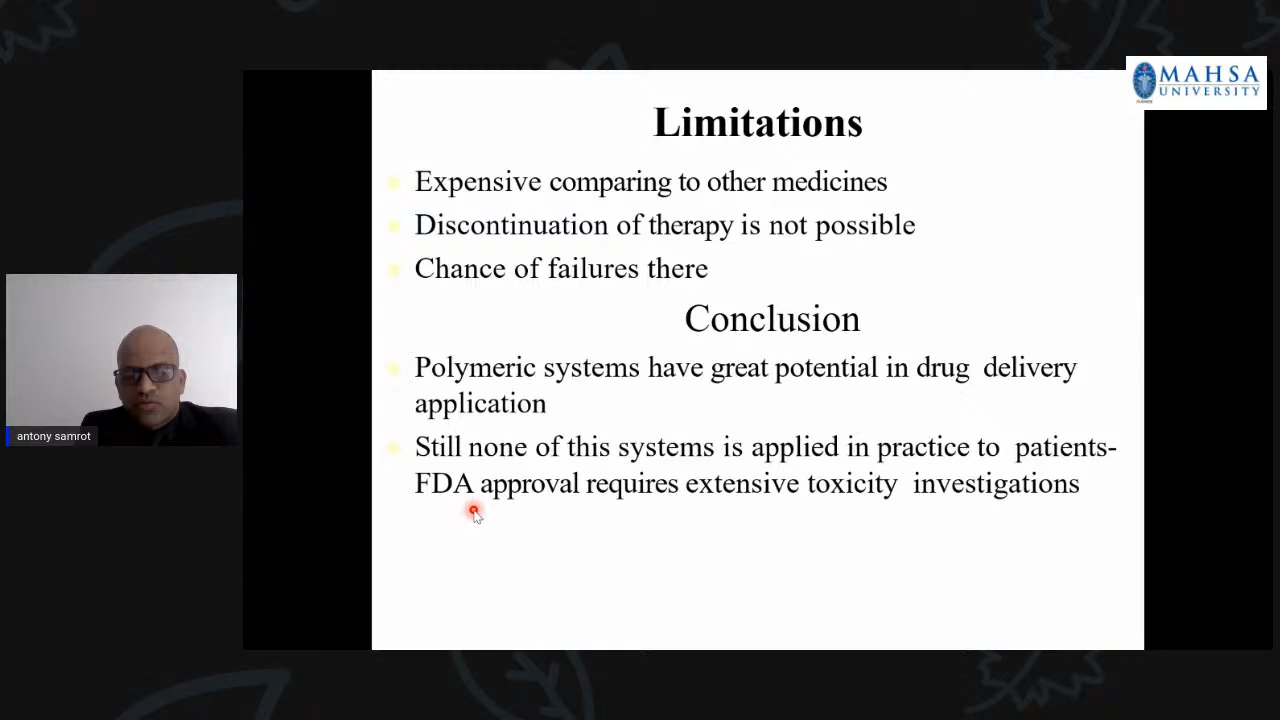 MAHSA
UNIVERSITY
Limitations
Expensive comparing to other medicines
Discontinuation of therapy is not possible
Chance of failures there
Conclusion
Polymeric systems have great potential in drug delivery
application
Still none of this systems is applied in practice to patients-
FDA approval requires extensive toxicity investigations
antony samrot